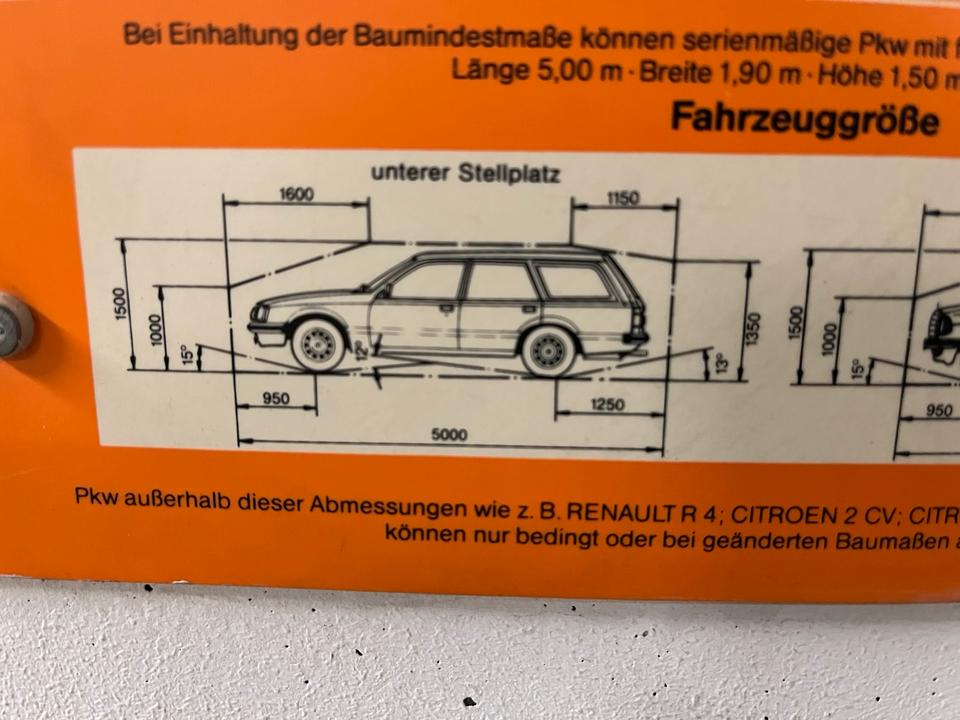 Bei Einhaltung der Baumindestmaße können serienmäßige Pkw mit
Länge 5,00 m · Breite 1,90 m · Höhe 1,50 m
Fahrzeuggröße
unterer Stellplatz
1600
1150
1500
1000
15°
12°
13°
1350
950
1250
5000
1500
1000
15°
950
Pkw außerhalb dieser Abmessungen wie z. B. RENAULT R 4; CITROEN 2 CV; CITR
können nur bedingt oder bei geänderten Baumaßen